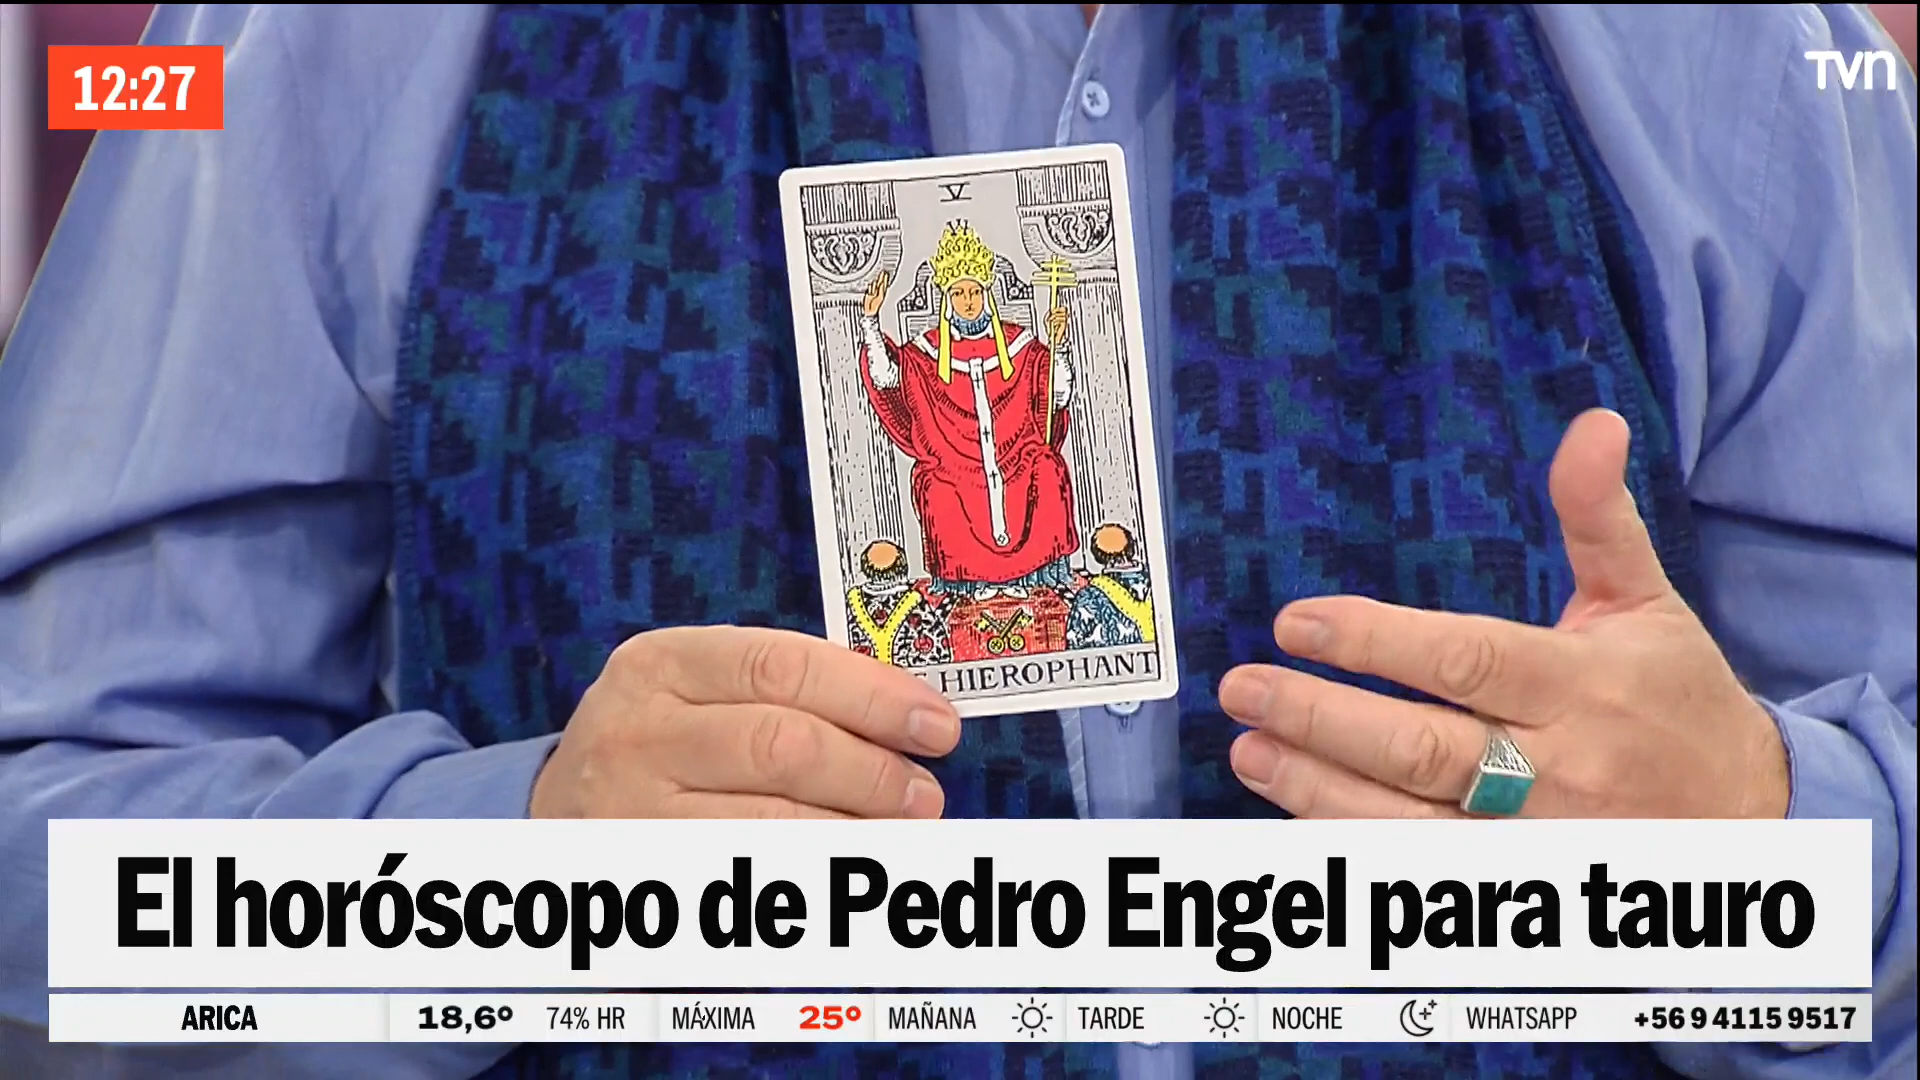 12:27
TVN
V
HIEROPHANT
El horóscopo de Pedro Engel para tauro
ARICA 18,6° 74% HR MÁXIMA 25° MAÑANA TARDE NOCHE WHATSAPP +56 9 4115 9517